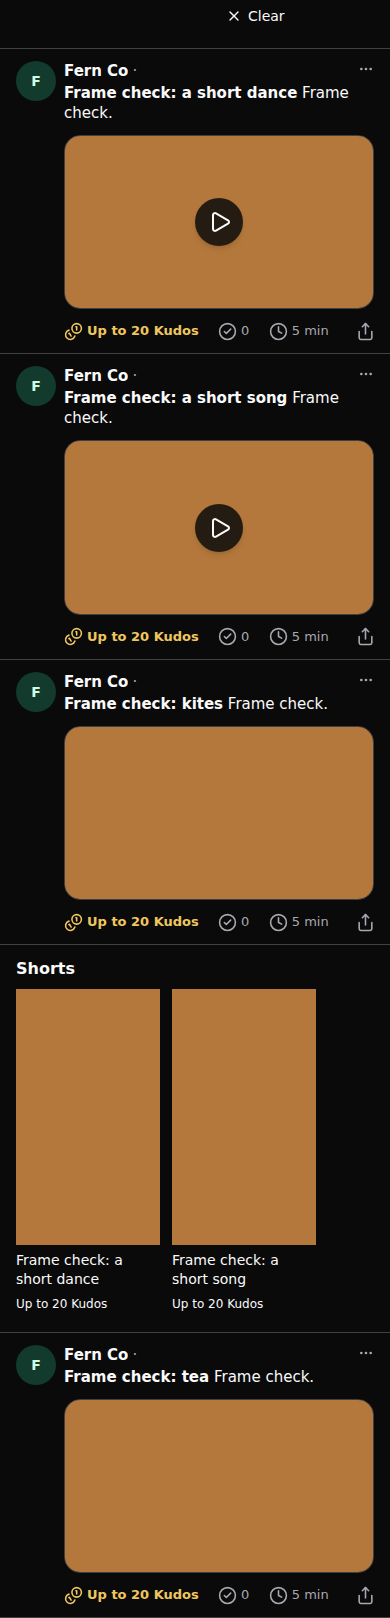 Clear
F
Fern Co ·
Frame check: a short dance Frame
check.
Up to 20 Kudos 0 5 min
F
Fern Co ·
Frame check: a short song Frame
check.
Up to 20 Kudos 0 5 min
F
Fern Co ·
Frame check: kites Frame check.
Up to 20 Kudos 0 5 min
Shorts
Frame check: a
short dance
Up to 20 Kudos
Frame check: a
short song
Up to 20 Kudos
F
Fern Co ·
Frame check: tea Frame check.
Up to 20 Kudos 0 5 min